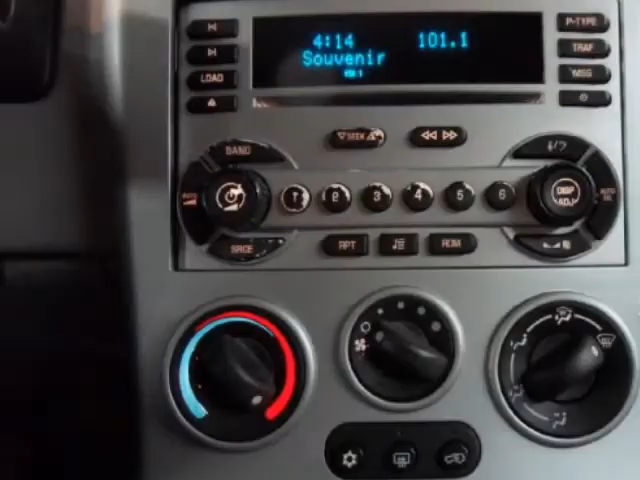 4:14 101.1
Souvenir
P-TYPE
TRAF
LOAD
MSG
SEEK
BAND
i/?
AUTO
1 2 3 4 5 6
DISP
ADJ
SRCE
RPT
RDM